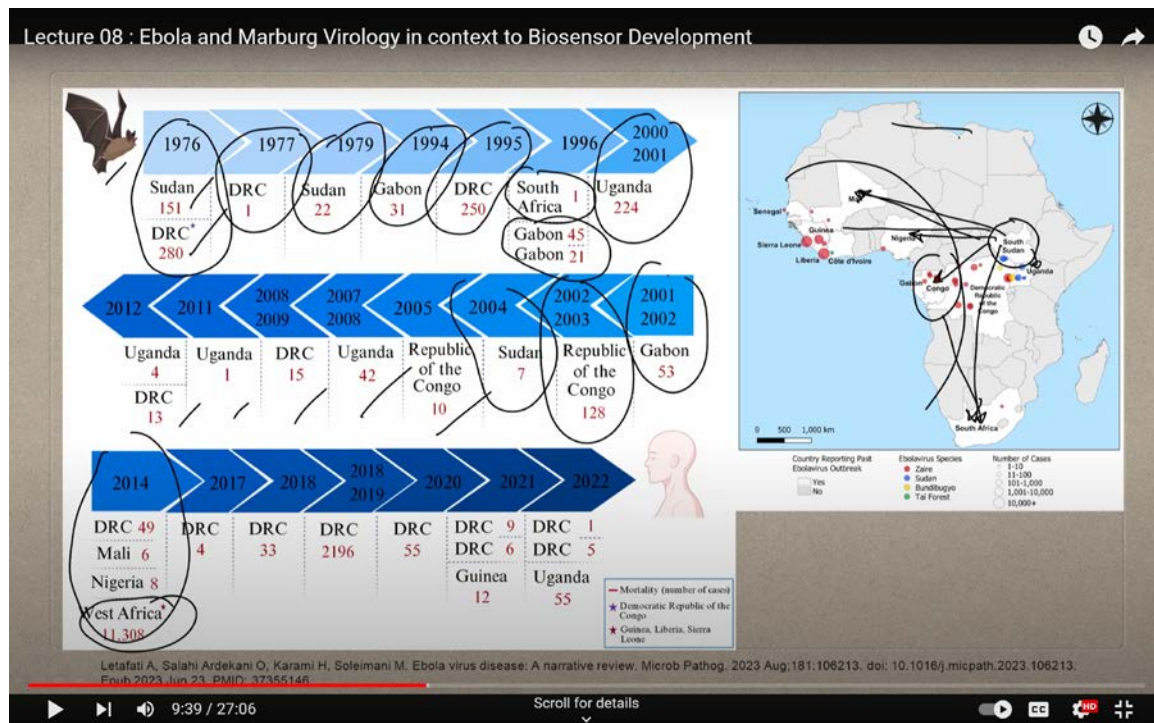 Lecture 08 : Ebola and Marburg Virology in context to Biosensor Development
1976 1977 1979 1994 1995 1996 2000 2001
Sudan 151
DRC* 280
DRC 1
Sudan 22
Gabon 31
DRC 250
South Africa 1
Gabon 45
Gabon 21
Uganda 224
2012 2011 2008 2009 2007 2008 2005 2004 2002 2003 2001 2002
Uganda 4
DRC 13
Uganda 1
DRC 15
Uganda 42
Republic of the Congo 10
Sudan 7
Republic of the Congo 128
Gabon 53
2014 2017 2018 2018 2019 2020 2021 2022
DRC 49
Mali 6
Nigeria 8
West Africa* 11.308
DRC 4
DRC 33
DRC 2196
DRC 55
DRC 9
DRC 6
Guinea 12
DRC 1
DRC 5
Uganda 55
Mortality (number of cases)
Democratic Republic of the Congo
Guinea, Liberia, Sierra Leone
Senegal
Guinea
Sierra Leone
Liberia
Côte d'Ivoire
Nigeria
South Sudan
Uganda
Gabon
Congo
Democratic Republic of the Congo
South Africa
0 500 1,000 km
Country Reporting Past Ebolavirus Outbreak
Yes
No
Ebolavirus Species
Zaire
Sudan
Bundibugyo
Tai Forest
Number of Cases
1-10
11-100
101-1,000
1,001-10,000
10,000+
Letafati A, Salahi Ardekani O, Karami H, Soleimani M. Ebola virus disease: A narrative review. Microb Pathog. 2023 Aug;181:106213. doi: 10.1016/j.micpath.2023.106213.
Epub 2023 Jun 23. PMID: 37355146.
9:39 / 27:06
Scroll for details
CC
HD